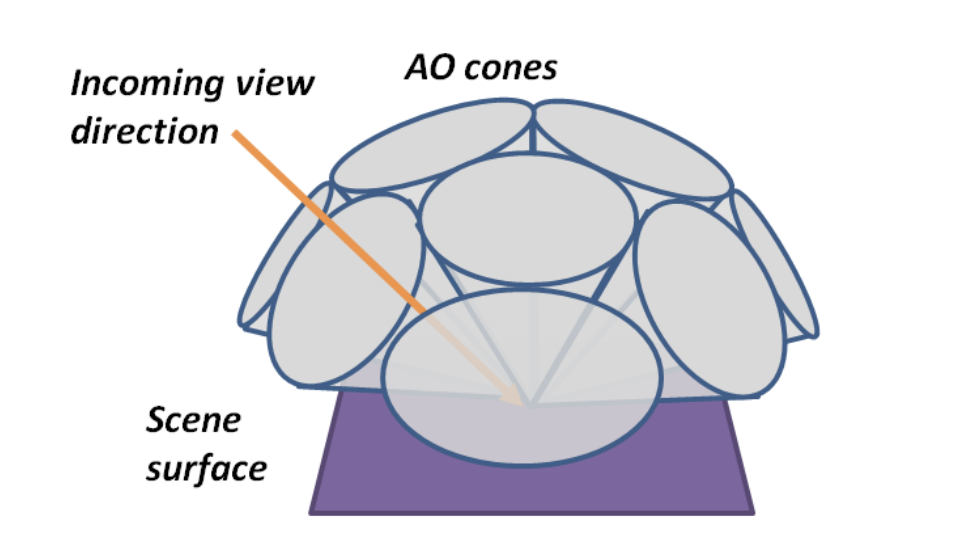 Incoming view
direction
AO cones
Scene
surface